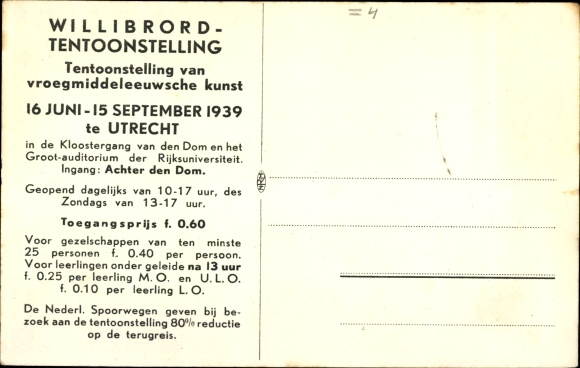 = 4
WILLIBRORD-
TENTOONSTELLING
Tentoonstelling van
vroegmiddeleeuwsche kunst
16 JUNI-15 SEPTEMBER 1939
te UTRECHT
in de Kloostergang van den Dom en het
Groot-auditorium der Rijksuniversiteit.
Ingang: Achter den Dom.
Geopend dagelijks van 10-17 uur, des
Zondags van 13-17 uur.
Toegangsprijs f. 0.60
Voor gezelschappen van ten minste
25 personen f. 0.40 per persoon.
Voor leerlingen onder geleide na 13 uur
f. 0.25 per leerling M. O. en U. L. O.
f. 0.10 per leerling L. O.
De Nederl. Spoorwegen geven bij be-
zoek aan de tentoonstelling 80% reductie
op de terugreis.